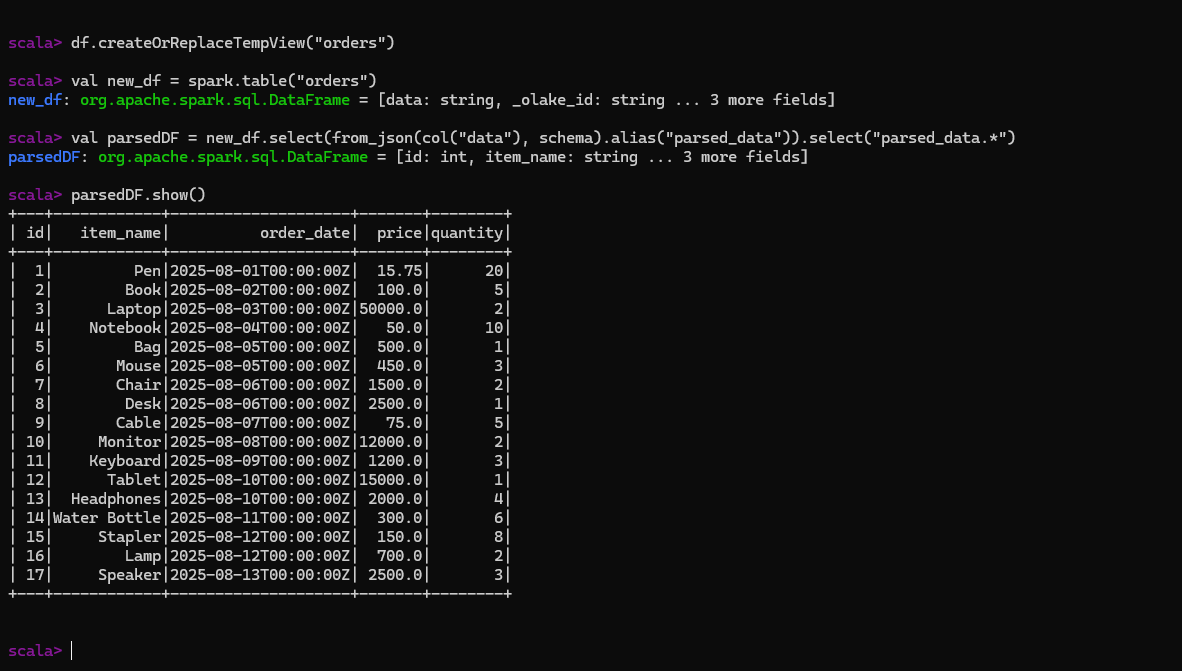 scala> df.createOrReplaceTempView("orders")
scala> val new_df = spark.table("orders")
new_df: org.apache.spark.sql.DataFrame = [data: string, _olake_id: string ... 3 more fields]
scala> val parsedDF = new_df.select(from_json(col("data"), schema).alias("parsed_data")).select("parsed_data.*")
parsedDF: org.apache.spark.sql.DataFrame = [id: int, item_name: string ... 3 more fields]
scala> parsedDF.show()
+---+------------+--------------------+-------+--------+
| id|   item_name|          order_date|  price|quantity|
+---+------------+--------------------+-------+--------+
|  1|         Pen|2025-08-01T00:00:00Z|  15.75|      20|
|  2|        Book|2025-08-02T00:00:00Z|  100.0|       5|
|  3|      Laptop|2025-08-03T00:00:00Z|50000.0|       2|
|  4|    Notebook|2025-08-04T00:00:00Z|   50.0|      10|
|  5|         Bag|2025-08-05T00:00:00Z|  500.0|       1|
|  6|       Mouse|2025-08-05T00:00:00Z|  450.0|       3|
|  7|       Chair|2025-08-06T00:00:00Z| 1500.0|       2|
|  8|        Desk|2025-08-06T00:00:00Z| 2500.0|       1|
|  9|       Cable|2025-08-07T00:00:00Z|   75.0|       5|
| 10|     Monitor|2025-08-08T00:00:00Z|12000.0|       2|
| 11|    Keyboard|2025-08-09T00:00:00Z| 1200.0|       3|
| 12|      Tablet|2025-08-10T00:00:00Z|15000.0|       1|
| 13|  Headphones|2025-08-10T00:00:00Z| 2000.0|       4|
| 14|Water Bottle|2025-08-11T00:00:00Z|  300.0|       6|
| 15|     Stapler|2025-08-12T00:00:00Z|  150.0|       8|
| 16|        Lamp|2025-08-12T00:00:00Z|  700.0|       2|
| 17|     Speaker|2025-08-13T00:00:00Z| 2500.0|       3|
+---+------------+--------------------+-------+--------+
scala>